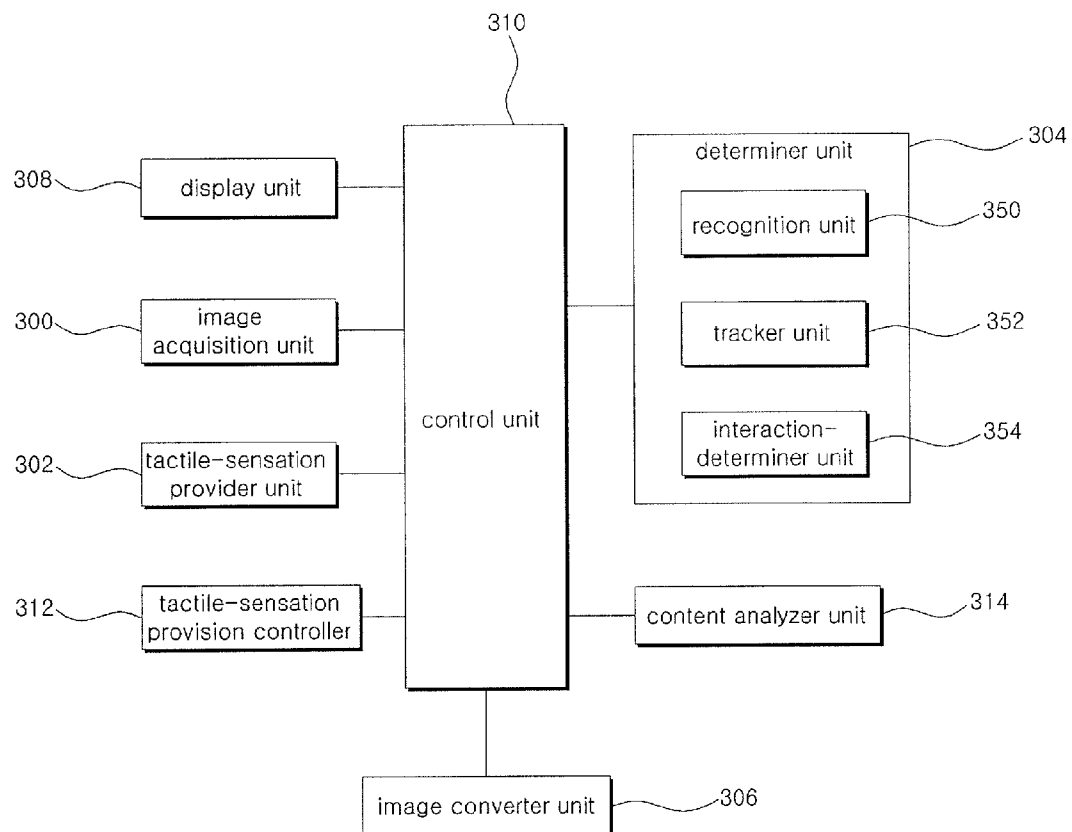 310
308
display unit
300
image
acquisition unit
302
tactile-sensation
provider unit
312
tactile-sensation
provision controller
control unit
determiner unit
304
recognition unit
350
tracker unit
352
interaction-
determiner unit
354
content analyzer unit
314
image converter unit
306